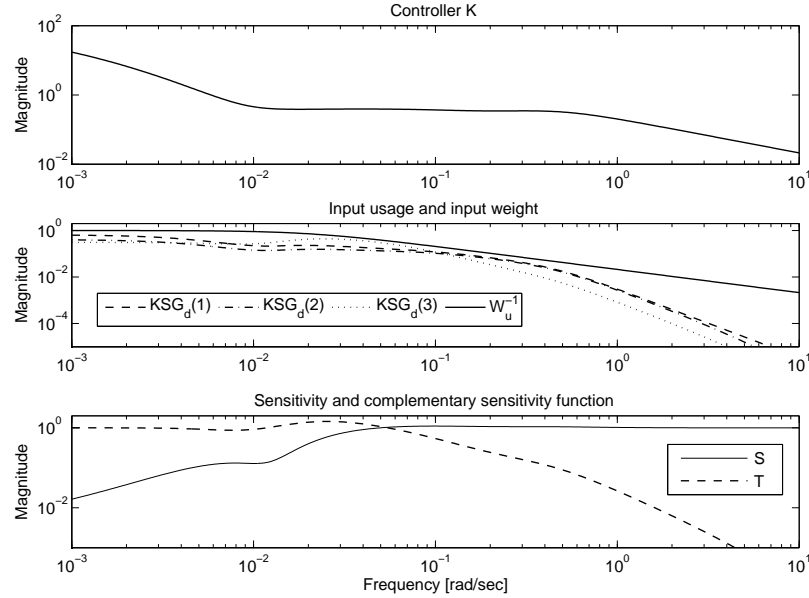 Controller K
Magnitude
10^2
10^0
10^-2
10^-3 10^-2 10^-1 10^0 10^1
Input usage and input weight
Magnitude
10^0
10^-2
10^-4
KSG_d(1) KSG_d(2) KSG_d(3) W_u^-1
10^-3 10^-2 10^-1 10^0 10^1
Sensitivity and complementary sensitivity function
Magnitude
10^0
10^-2
S
T
10^-3 10^-2 10^-1 10^0 10^1
Frequency [rad/sec]